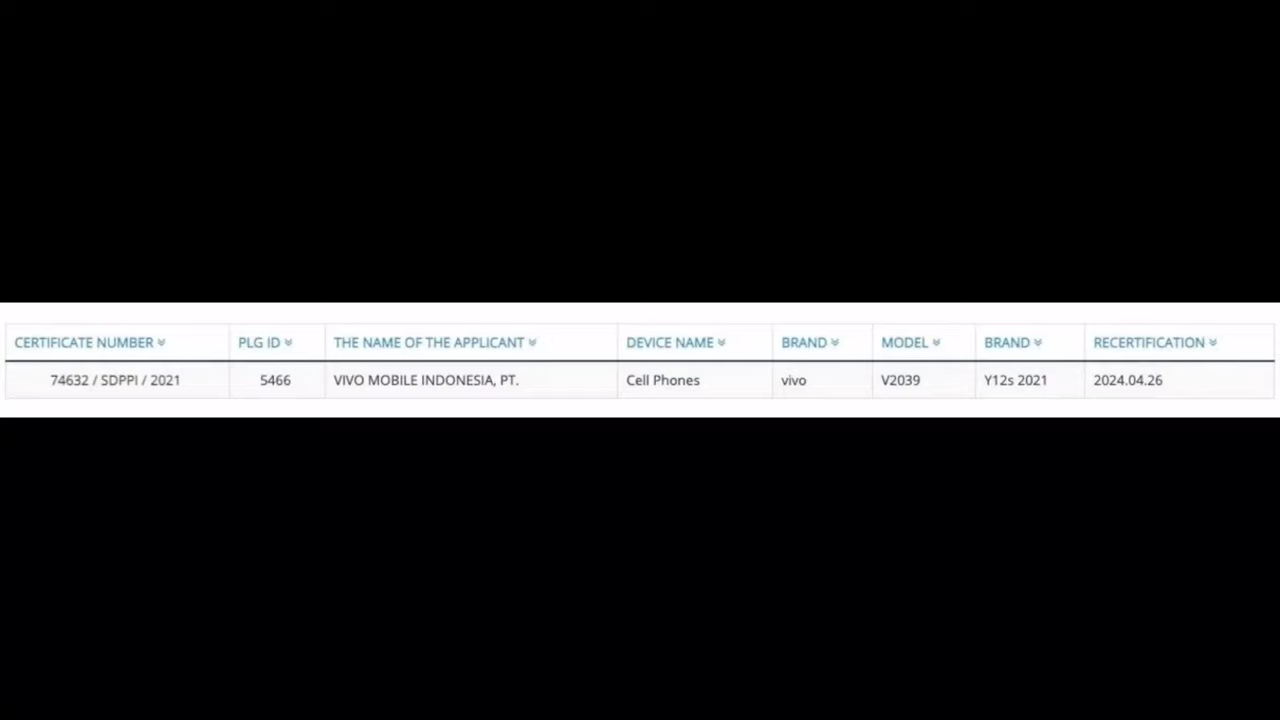 CERTIFICATE NUMBER PLG ID THE NAME OF THE APPLICANT DEVICE NAME BRAND MODEL BRAND RECERTIFICATION
74632 / SDPPI / 2021 5466 VIVO MOBILE INDONESIA, PT. Cell Phones vivo V2039 Y12s 2021 2024.04.26